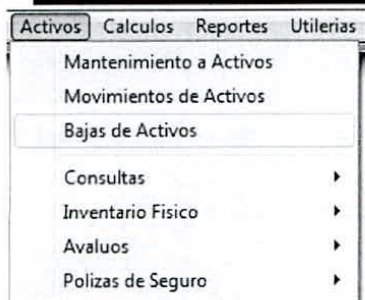 Activos Calculos Reportes Utilerias
Mantenimiento a Activos
Movimientos de Activos
Bajas de Activos
Consultas
Inventario Fisico
Avaluos
Polizas de Seguro